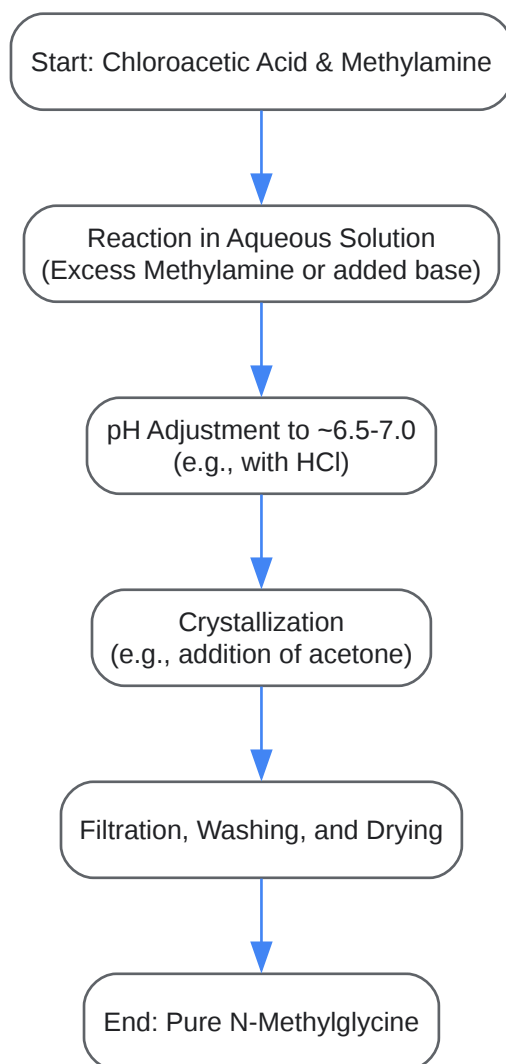 Start: Chloroacetic Acid & Methylamine
Reaction in Aqueous Solution
(Excess Methylamine or added base)
pH Adjustment to ~6.5-7.0
(e.g., with HCl)
Crystallization
(e.g., addition of acetone)
Filtration, Washing, and Drying
End: Pure N-Methylglycine